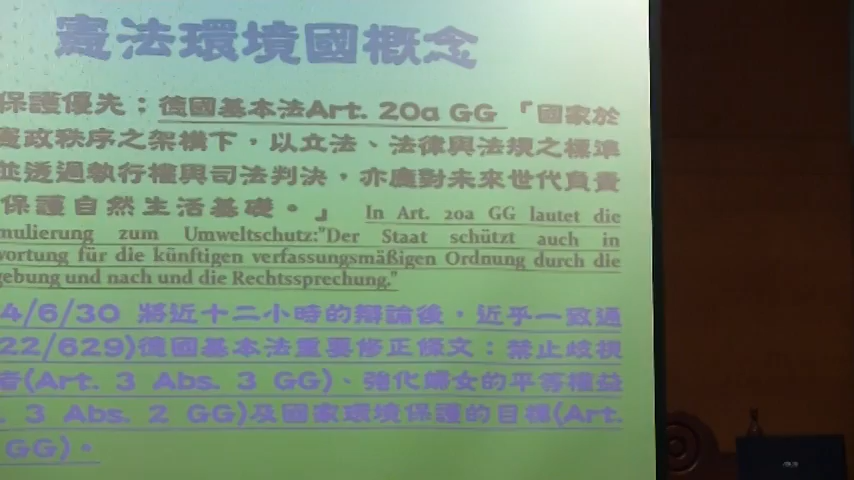 憲法環境國概念
保護優先：德國基本法Art. 20a GG 「國家於
憲政秩序之架構下，以立法、法律與法規之標準
並透過執行權與司法判決，亦應對未來世代負責
保護自然生活基礎。」 In Art. 20a GG lautet die
mulierung zum Umweltschutz:"Der Staat schützt auch in
wortung für die künftigen verfassungsmäßigen Ordnung durch die
gebung und nach und die Rechtssprechung."
4/6/30 將近十二小時的辯論後，近乎一致通
22/629)德國基本法重要修正條文：禁止歧視
者(Art. 3 Abs. 3 GG)、強化婦女的平等權益
. 3 Abs. 2 GG)及國家環境保護的目標(Art.
GG)。